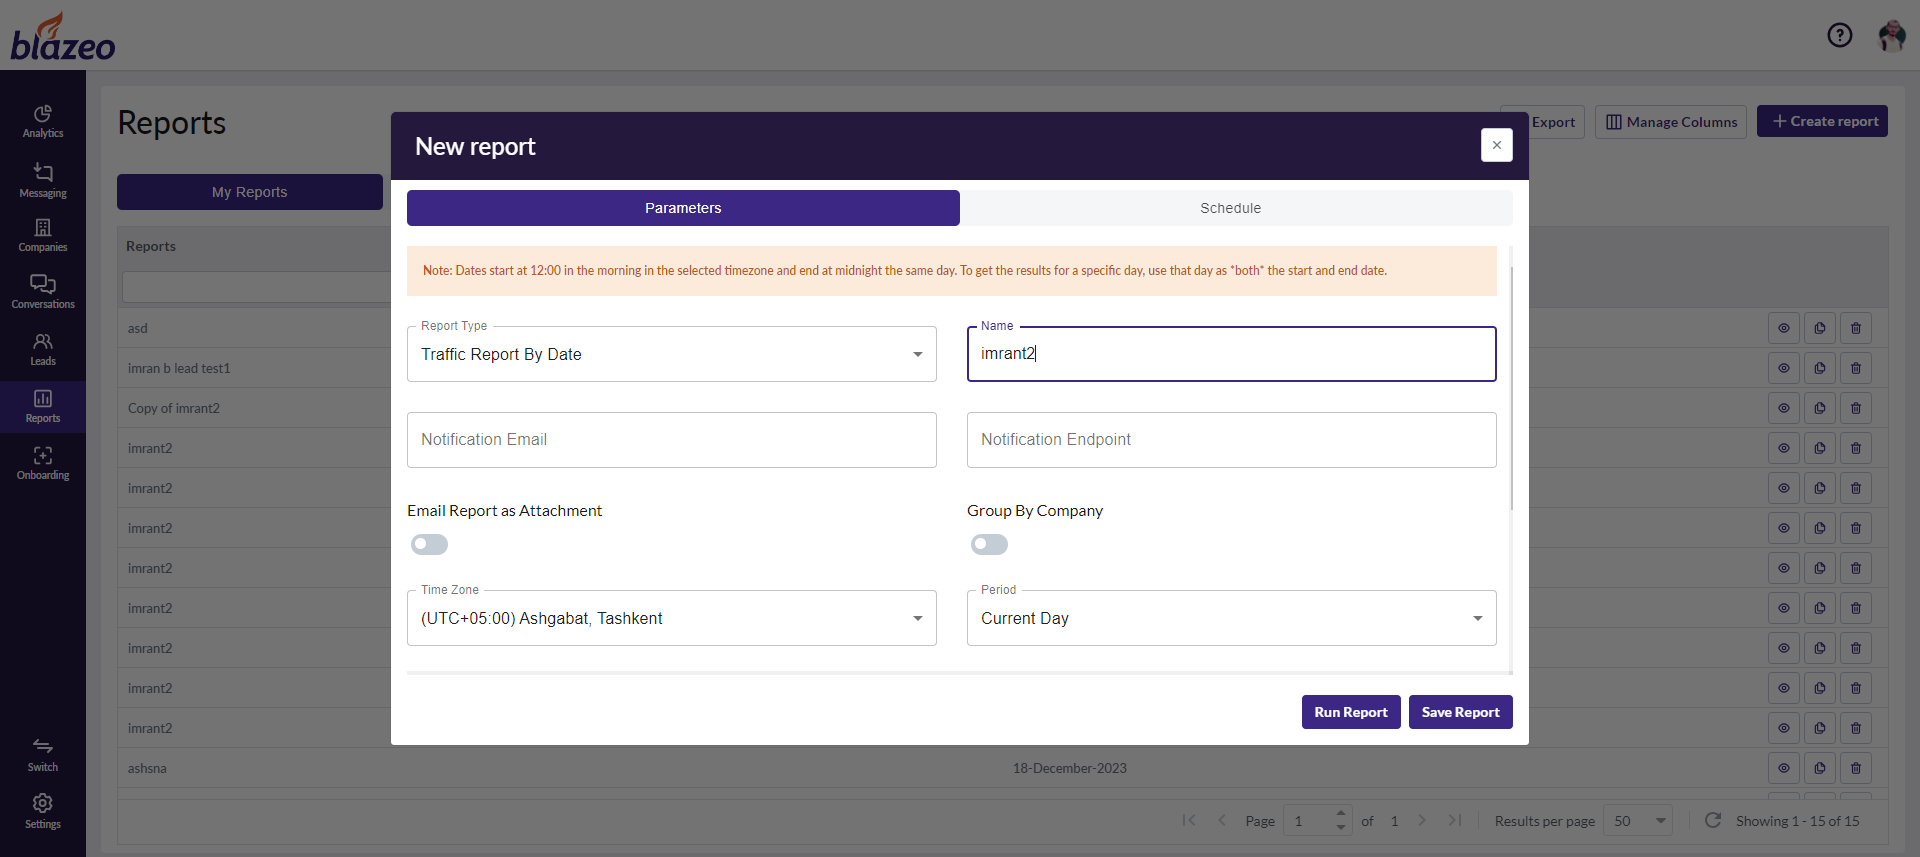 blazeo
Analytics
Messaging
Companies
Conversations
Leads
Reports
Onboarding
Switch
Settings
Reports
Export
Manage Columns
+ Create report
My Reports
Reports
asd
imran b lead test1
Copy of imrant2
imrant2
imrant2
imrant2
imrant2
imrant2
imrant2
imrant2
imrant2
ashsna
18-December-2023
Page 1 of 1
Results per page 50
Showing 1 - 15 of 15
New report
Parameters
Schedule
Note: Dates start at 12:00 in the morning in the selected timezone and end at midnight the same day. To get the results for a specific day, use that day as *both* the start and end date.
Report Type
Traffic Report By Date
Name
imrant2
Notification Email
Notification Endpoint
Email Report as Attachment
Group By Company
Time Zone
(UTC+05:00) Ashgabat, Tashkent
Period
Current Day
Run Report
Save Report